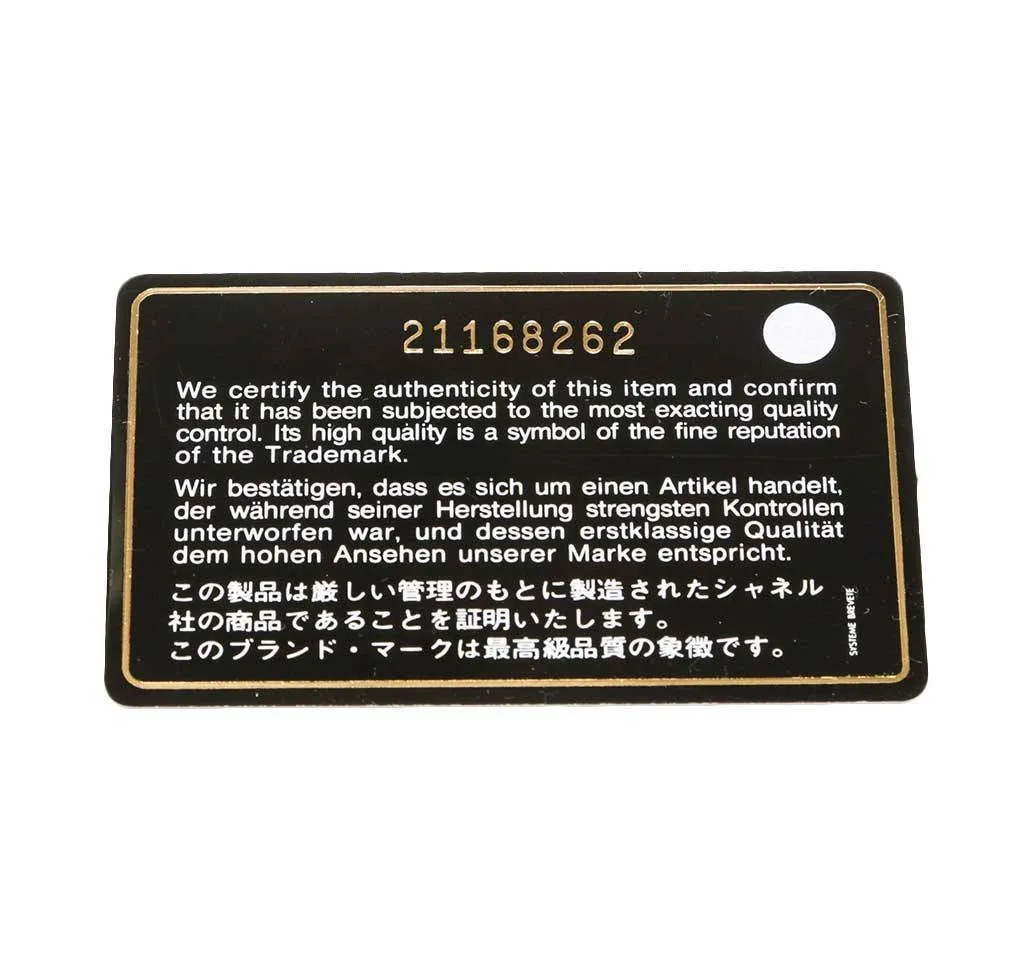 21168262
We certify the authenticity of this item and confirm
that it has been subjected to the most exacting quality
control. Its high quality is a symbol of the fine reputation
of the Trademark.
Wir bestätigen, dass es sich um einen Artikel handelt,
der während seiner Herstellung strengsten Kontrollen
unterworfen war, und dessen erstklassige Qualität
dem hohen Ansehen unserer Marke entspricht.
この製品は厳しい管理のもとに製造されたシャネル
社の商品であることを証明いたします。
このブランド・マークは最高級品質の象徴です。
SYSTEME BREVETE